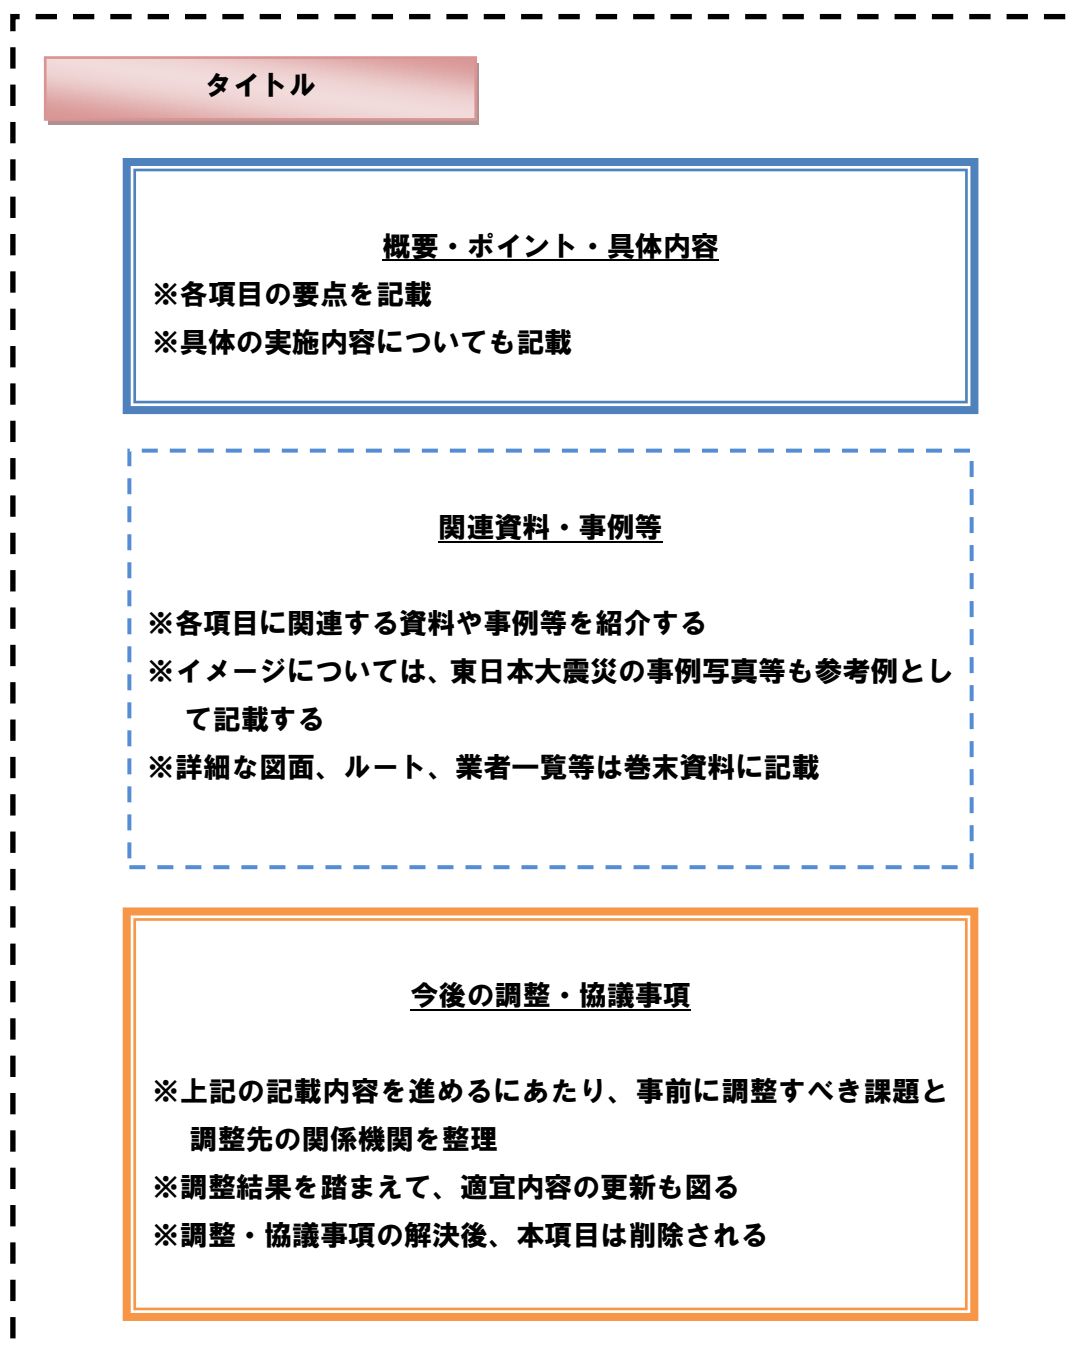 タイトル
概要・ポイント・具体内容
※各項目の要点を記載
※具体の実施内容についても記載
関連資料・事例等
※各項目に関連する資料や事例等を紹介する
※イメージについては、東日本大震災の事例写真等も参考例とし
て記載する
※詳細な図面、ルート、業者一覧等は巻末資料に記載
今後の調整・協議事項
※上記の記載内容を進めるにあたり、事前に調整すべき課題と
調整先の関係機関を整理
※調整結果を踏まえて、適宜内容の更新も図る
※調整・協議事項の解決後、本項目は削除される